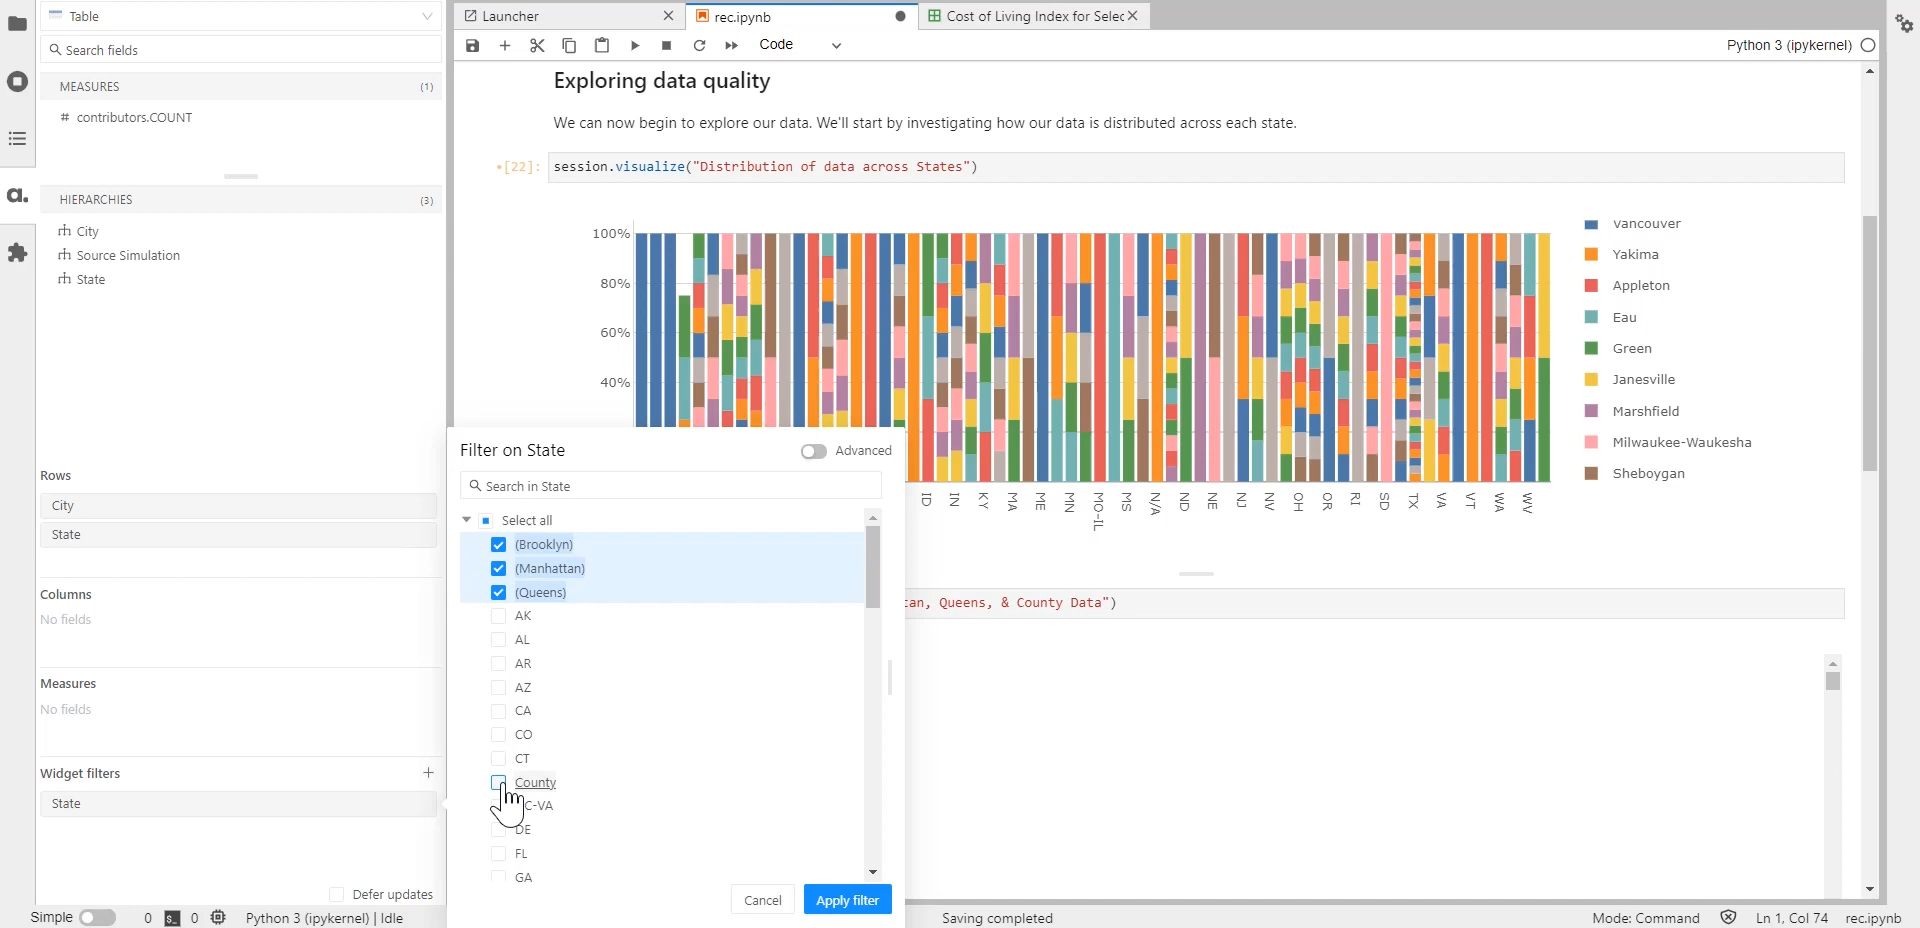 Table
Search fields
MEASURES (1)
# contributors.COUNT
HIERARCHIES (3)
City
Source Simulation
State
Rows
City
State
Columns
No fields
Measures
No fields
Widget filters +
State
Defer updates
Launcher
rec.ipynb
Cost of Living Index for Selec
Code
Python 3 (ipykernel)
Exploring data quality
We can now begin to explore our data. We'll start by investigating how our data is distributed across each state.
•[22]: session.visualize("Distribution of data across States")
100%
80%
60%
40%
ID IN KY MA ME MN MO-IL MS N/A ND NE NJ NV OH OR RI SD TX VA VT WA WV
Vancouver
Yakima
Appleton
Eau
Green
Janesville
Marshfield
Milwaukee-Waukesha
Sheboygan
tan, Queens, & County Data")
Filter on State
Advanced
Search in State
Select all
(Brooklyn)
(Manhattan)
(Queens)
AK
AL
AR
AZ
CA
CO
CT
County
C-VA
DE
FL
GA
Cancel
Apply filter
Simple 0 0 Python 3 (ipykernel) | Idle Saving completed Mode: Command Ln 1, Col 74 rec.ipynb